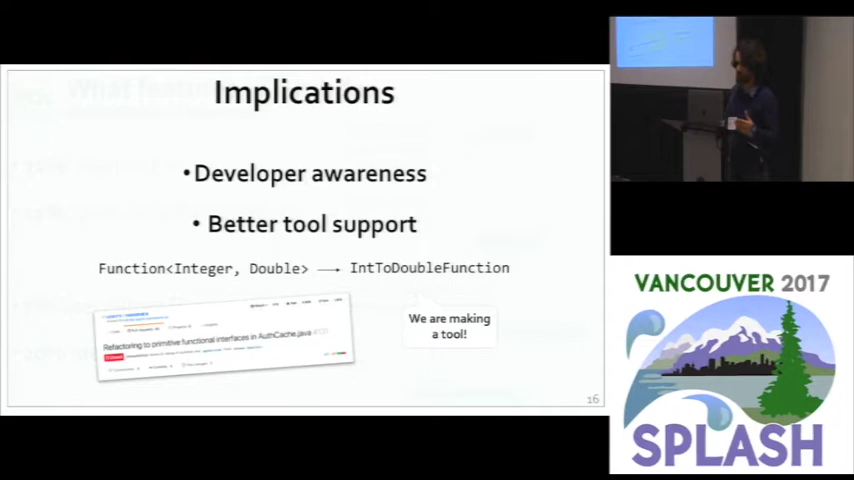 Implications
•Developer awareness
• Better tool support
Function<Integer, Double> → IntToDoubleFunction
Refactoring to primitive functional interfaces in AuthCache.java
We are making
a tool!
16
VANCOUVER 2017
SPLASH